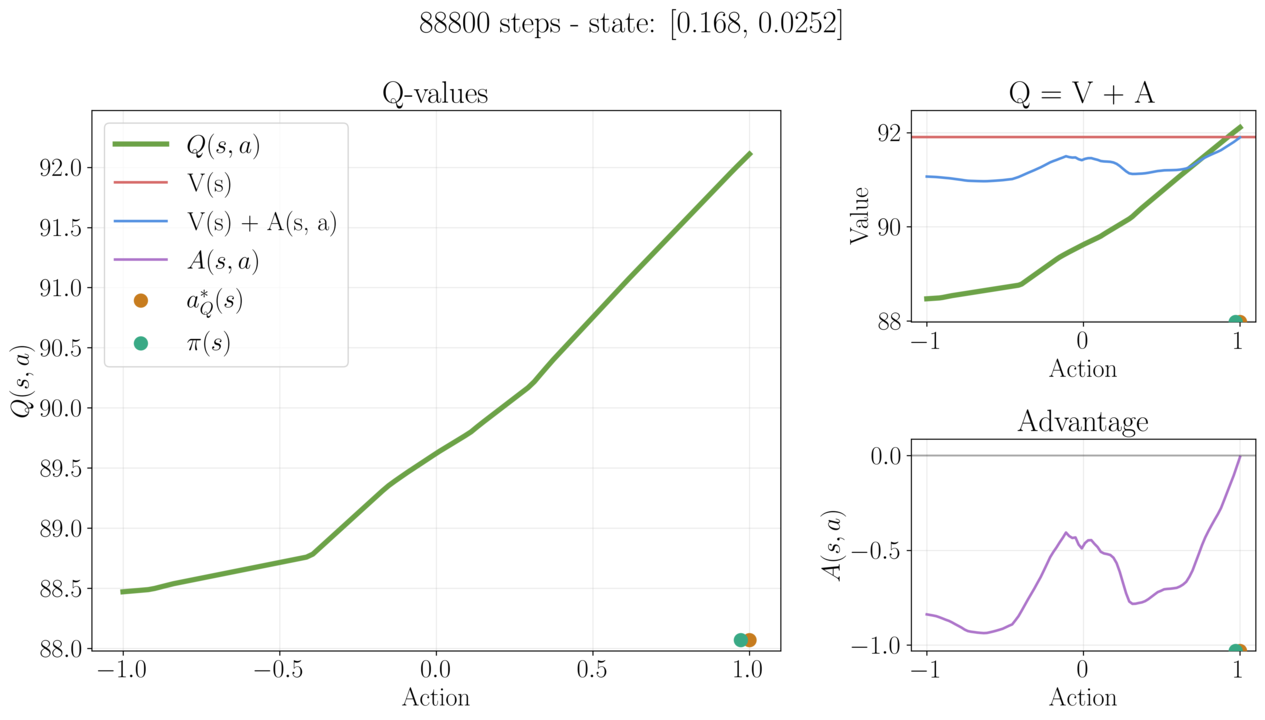 88800 steps - state: [0.168, 0.0252]
Q-values
Q(s, a)
V(s)
V(s) + A(s, a)
A(s, a)
a*_Q(s)
π(s)
Q(s, a)
92.0
91.5
91.0
90.5
90.0
89.5
89.0
88.5
88.0
−1.0 −0.5 0.0 0.5 1.0
Action
Q = V + A
Value
92
90
88
−1 0 1
Action
Advantage
A(s, a)
0.0
−0.5
−1.0
−1 0 1
Action